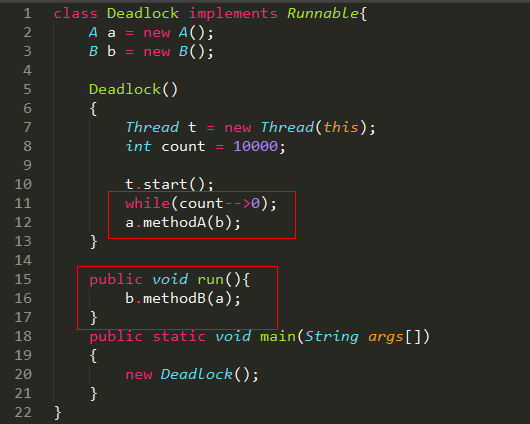 1 class Deadlock implements Runnable{
2 A a = new A();
3 B b = new B();
4
5 Deadlock()
6 {
7 Thread t = new Thread(this);
8 int count = 10000;
9
10 t.start();
11 while(count-->0);
12 a.methodA(b);
13 }
14
15 public void run(){
16 b.methodB(a);
17 }
18 public static void main(String args[])
19 {
20 new Deadlock();
21 }
22 }